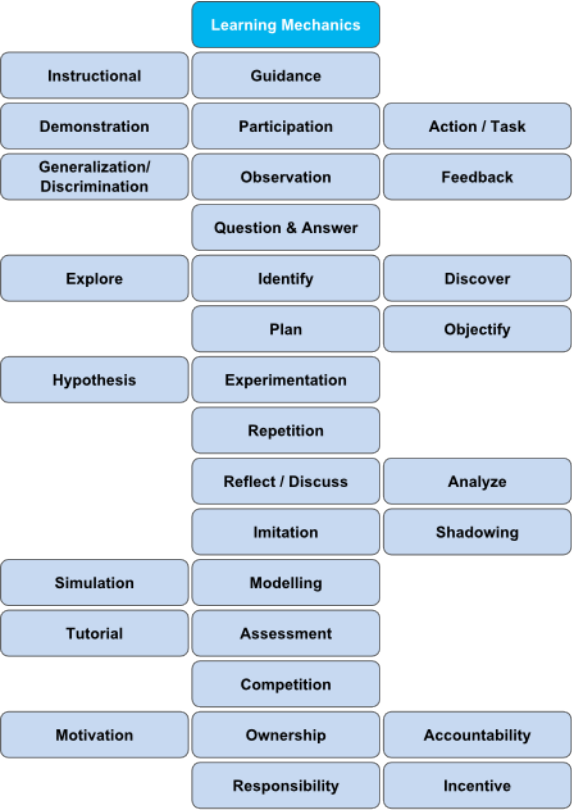 Learning Mechanics
Instructional
Guidance
Demonstration
Participation
Action / Task
Generalization/
Discrimination
Observation
Feedback
Question & Answer
Explore
Identify
Discover
Plan
Objectify
Hypothesis
Experimentation
Repetition
Reflect / Discuss
Analyze
Imitation
Shadowing
Simulation
Modelling
Tutorial
Assessment
Competition
Motivation
Ownership
Accountability
Responsibility
Incentive